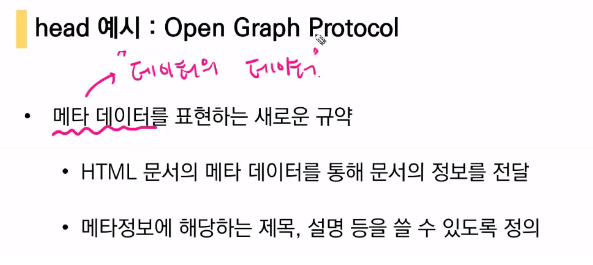 head 예시 : Open Graph Protocol
"데이터의 데이터"
• 메타 데이터를 표현하는 새로운 규약
• HTML 문서의 메타 데이터를 통해 문서의 정보를 전달
• 메타정보에 해당하는 제목, 설명 등을 쓸 수 있도록 정의